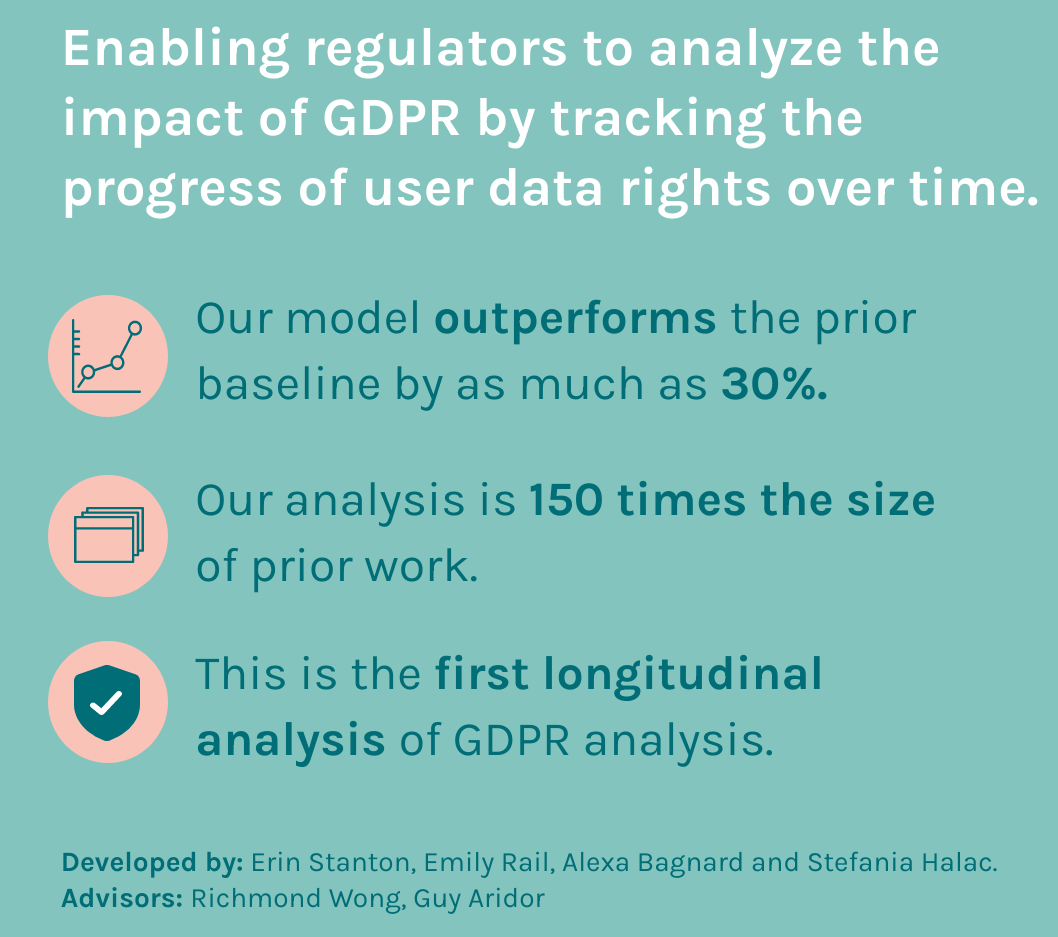 Enabling regulators to analyze the
impact of GDPR by tracking the
progress of user data rights over time.
Our model outperforms the prior
baseline by as much as 30%.
Our analysis is 150 times the size
of prior work.
This is the first longitudinal
analysis of GDPR analysis.
Developed by: Erin Stanton, Emily Rail, Alexa Bagnard and Stefania Halac.
Advisors: Richmond Wong, Guy Aridor